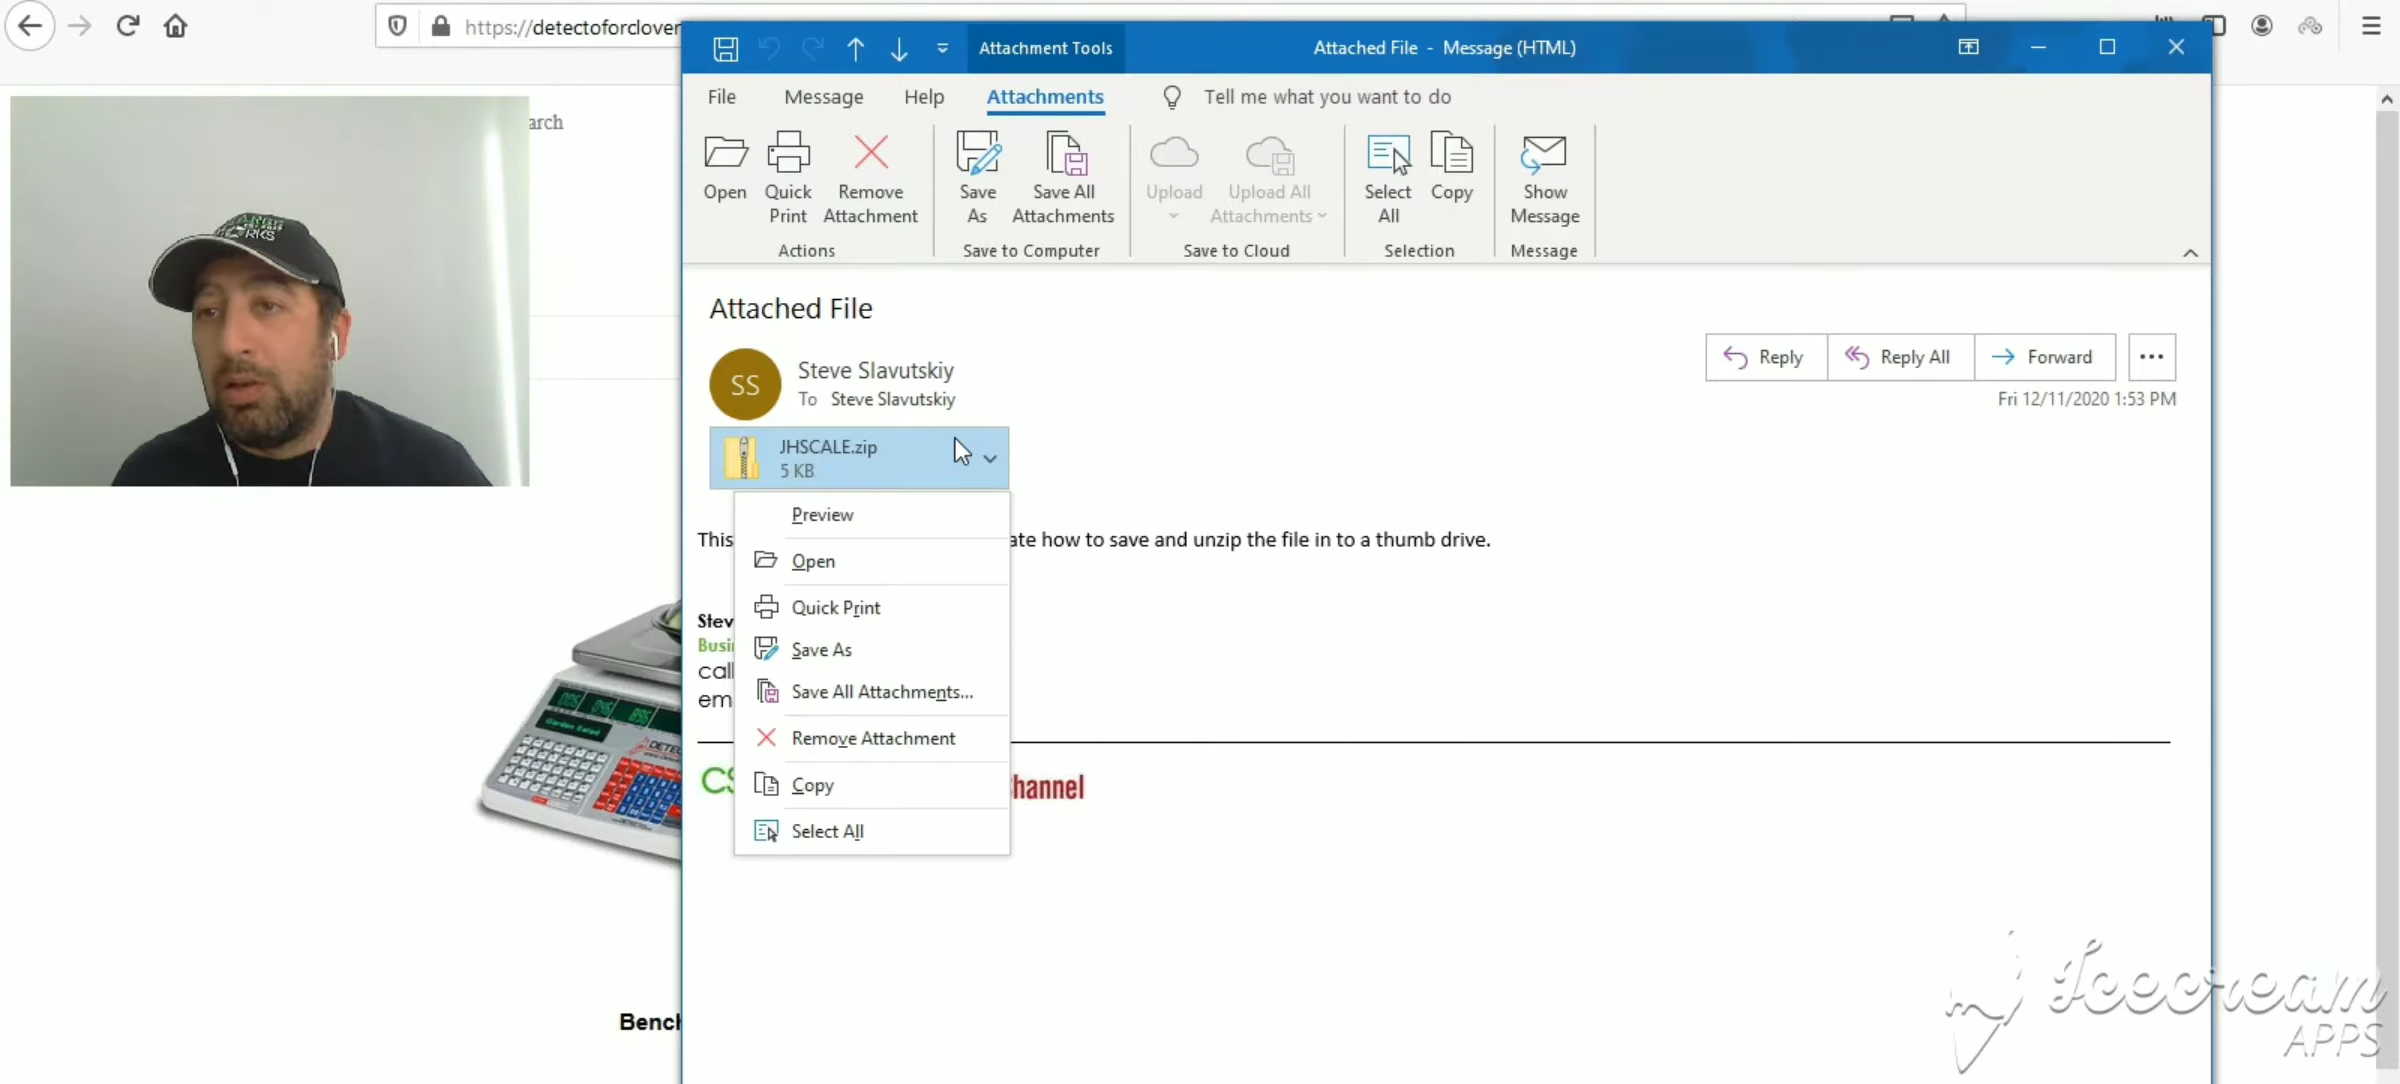 https://detectoforclover
Attachment Tools
Attached File - Message (HTML)
File
Message
Help
Attachments
Tell me what you want to do
arch
Open
Quick
Print
Remove
Attachment
Save
As
Save All
Attachments
Upload
Upload All
Attachments
Select
All
Copy
Show
Message
Actions
Save to Computer
Save to Cloud
Selection
Message
Attached File
SS
Steve Slavutskiy
To Steve Slavutskiy
Reply
Reply All
Forward
Fri 12/11/2020 1:53 PM
JHSCALE.zip
5 KB
Preview
This
ate how to save and unzip the file in to a thumb drive.
Open
Quick Print
Stev
Busi
Save As
call
Save All Attachments...
em
Remove Attachment
CS
Copy
hannel
Select All
Garden Salad
DETEC
Bench
Icecream
APPS